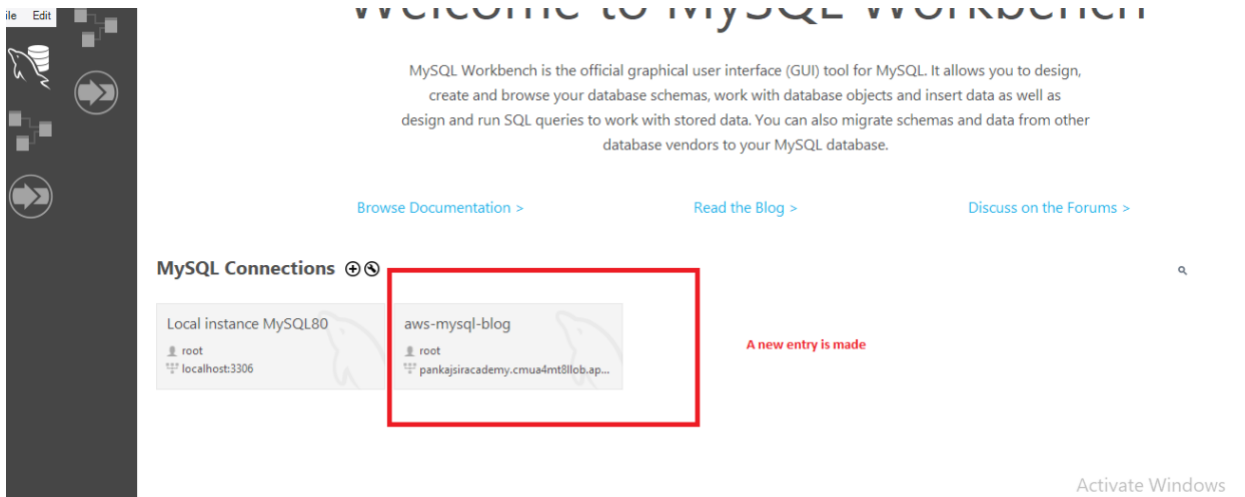 ile Edit
Welcome to MySQL Workbench
MySQL Workbench is the official graphical user interface (GUI) tool for MySQL. It allows you to design,
create and browse your database schemas, work with database objects and insert data as well as
design and run SQL queries to work with stored data. You can also migrate schemas and data from other
database vendors to your MySQL database.
Browse Documentation > Read the Blog > Discuss on the Forums >
MySQL Connections
Local instance MySQL80
root
localhost:3306
aws-mysql-blog
root
pankajsiracademy.cmua4mt8llob.ap...
A new entry is made
Activate Windows